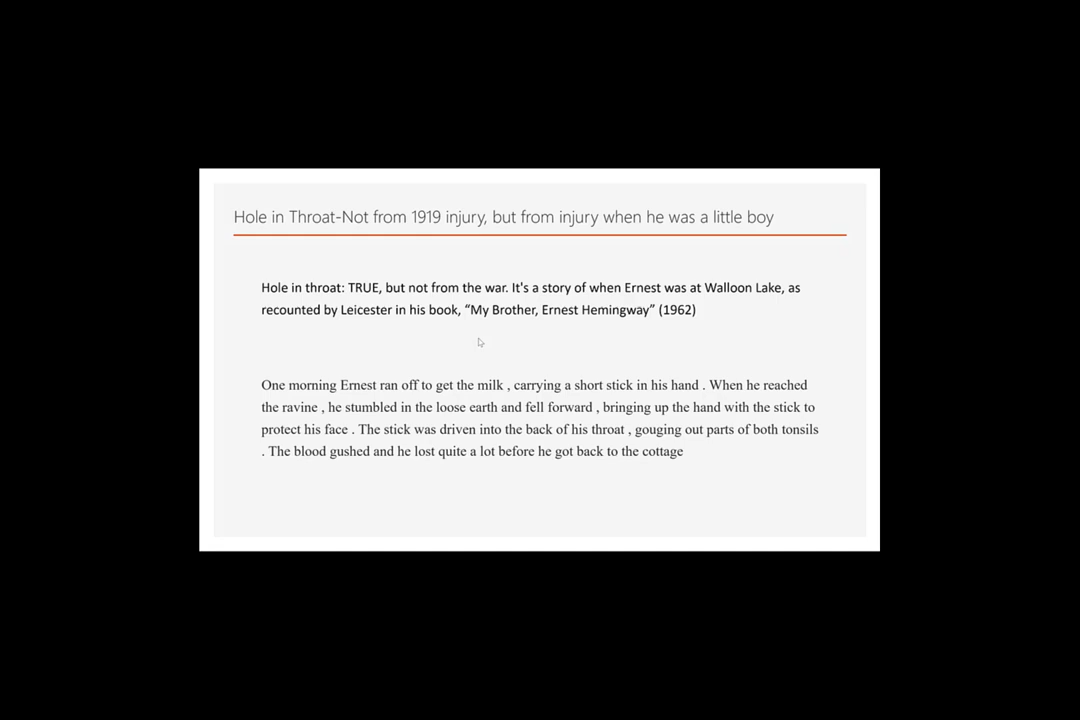 Hole in Throat-Not from 1919 injury, but from injury when he was a little boy
Hole in throat: TRUE, but not from the war. It's a story of when Ernest was at Walloon Lake, as
recounted by Leicester in his book, “My Brother, Ernest Hemingway” (1962)
One morning Ernest ran off to get the milk , carrying a short stick in his hand . When he reached
the ravine , he stumbled in the loose earth and fell forward , bringing up the hand with the stick to
protect his face . The stick was driven into the back of his throat , gouging out parts of both tonsils
. The blood gushed and he lost quite a lot before he got back to the cottage